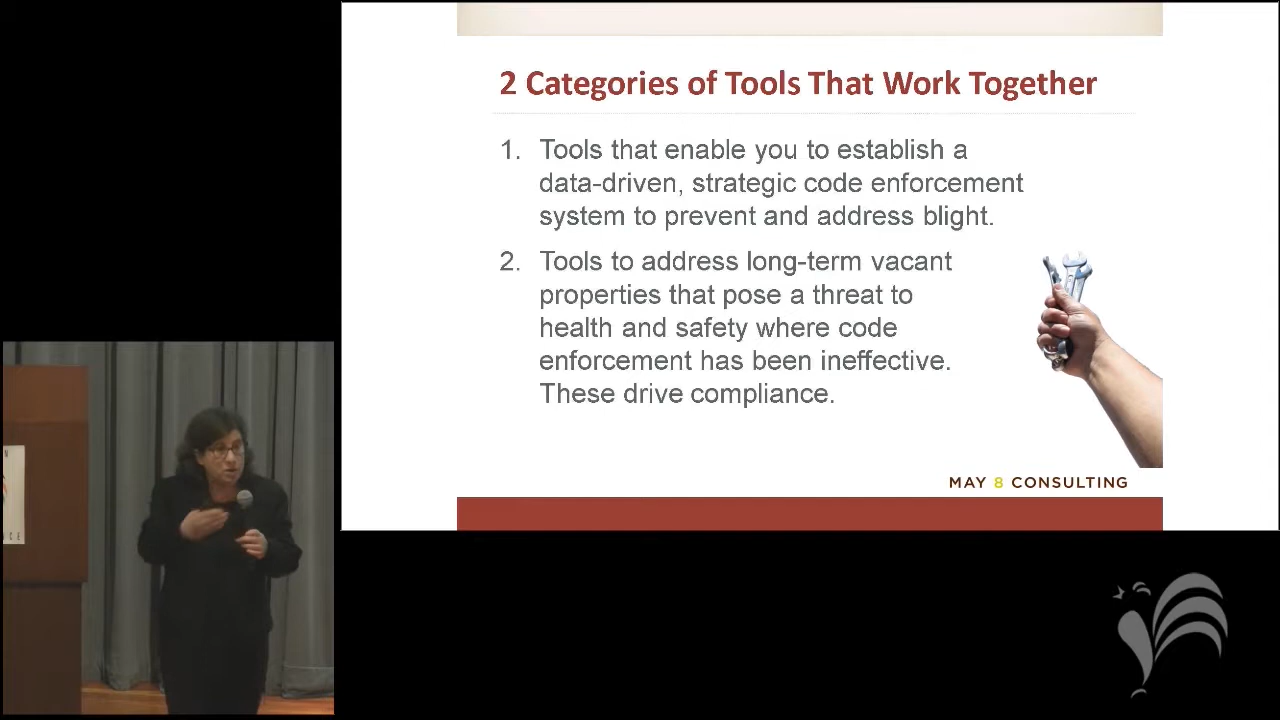 2 Categories of Tools That Work Together
1. Tools that enable you to establish a
data-driven, strategic code enforcement
system to prevent and address blight.
2. Tools to address long-term vacant
properties that pose a threat to
health and safety where code
enforcement has been ineffective.
These drive compliance.
MAY 8 CONSULTING